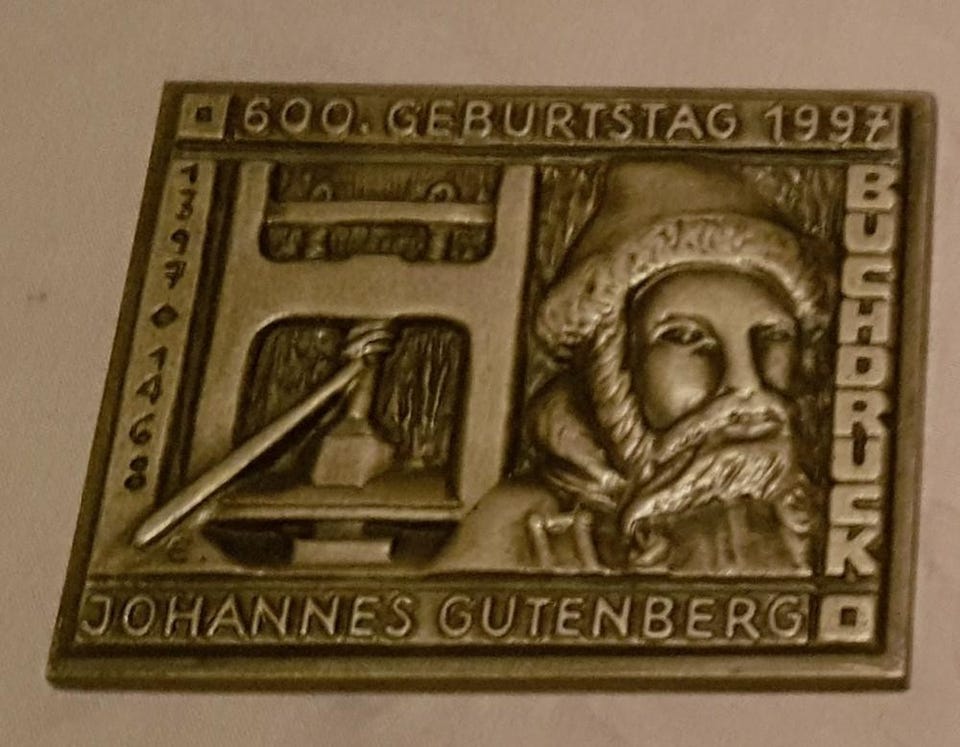 600. GEBURTSTAG 1997
1397 ◇ 1468
BUCHDRUCK
JOHANNES GUTENBERG